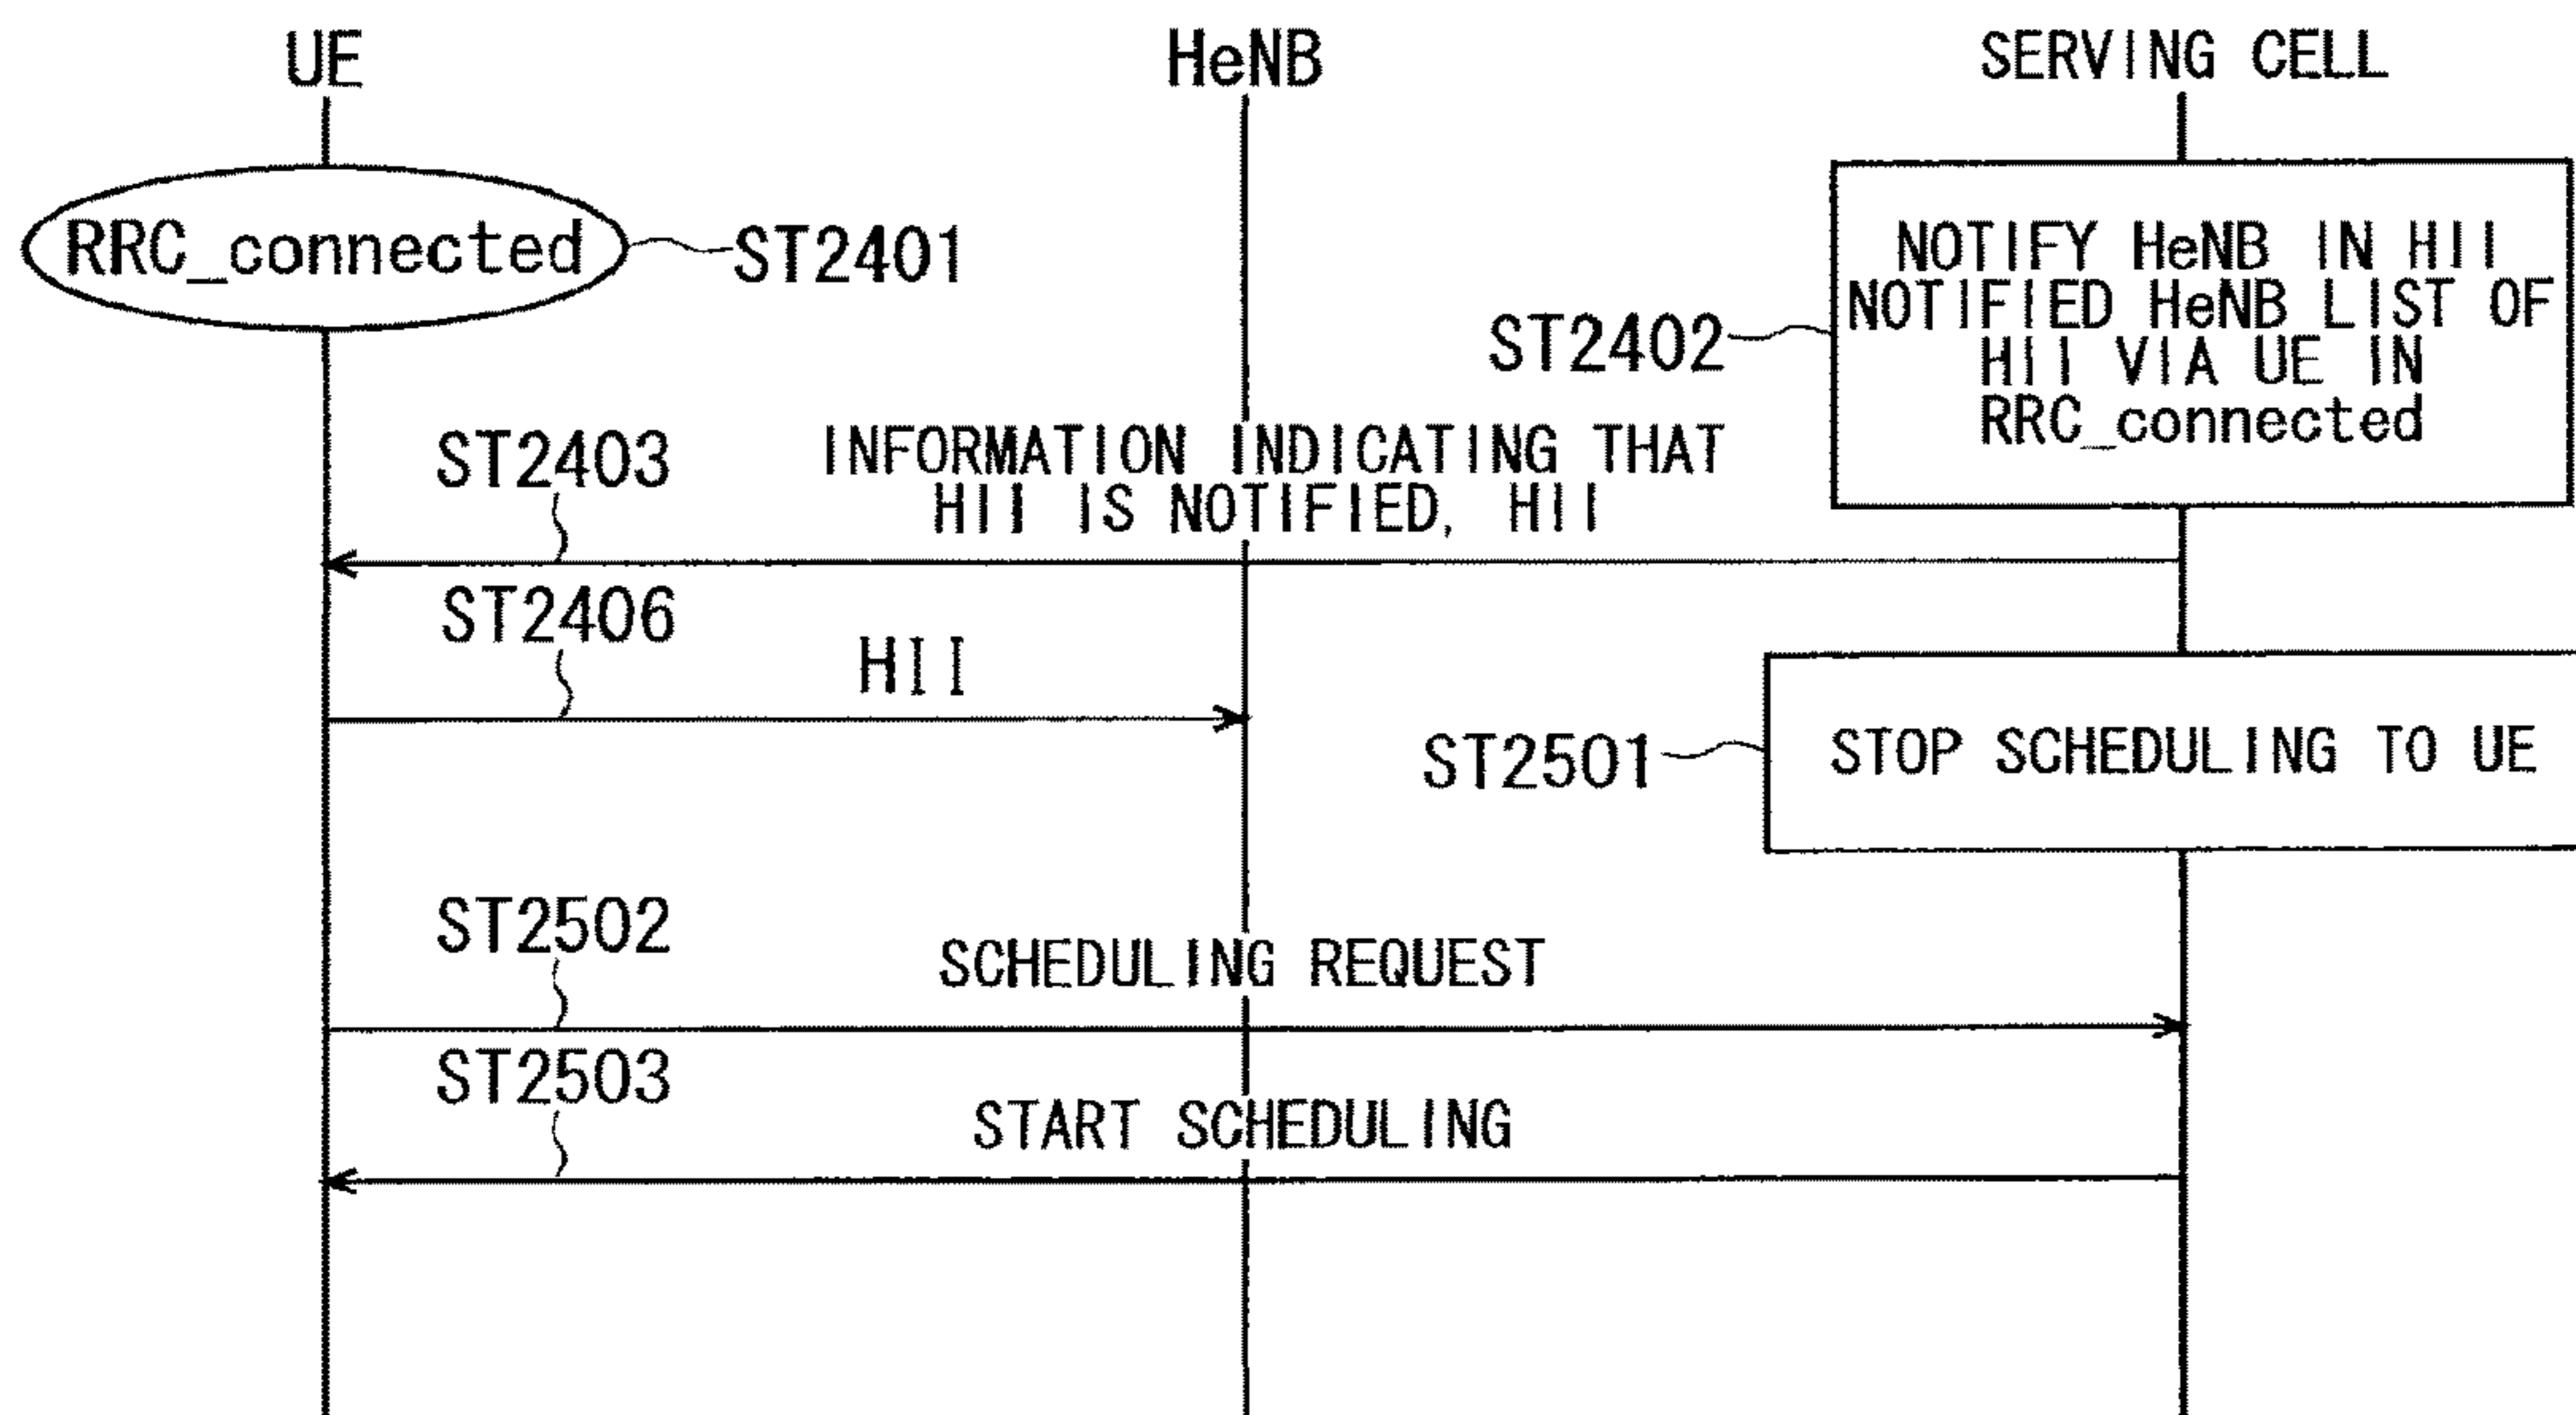 UE
HeNB
SERVING CELL
RRC_connected
ST2401
ST2402
NOTIFY HeNB IN HII
NOTIFIED HeNB LIST OF
HII VIA UE IN
RRC_connected
ST2403
INFORMATION INDICATING THAT
HII IS NOTIFIED, HII
ST2406
HII
ST2501
STOP SCHEDULING TO UE
ST2502
SCHEDULING REQUEST
ST2503
START SCHEDULING